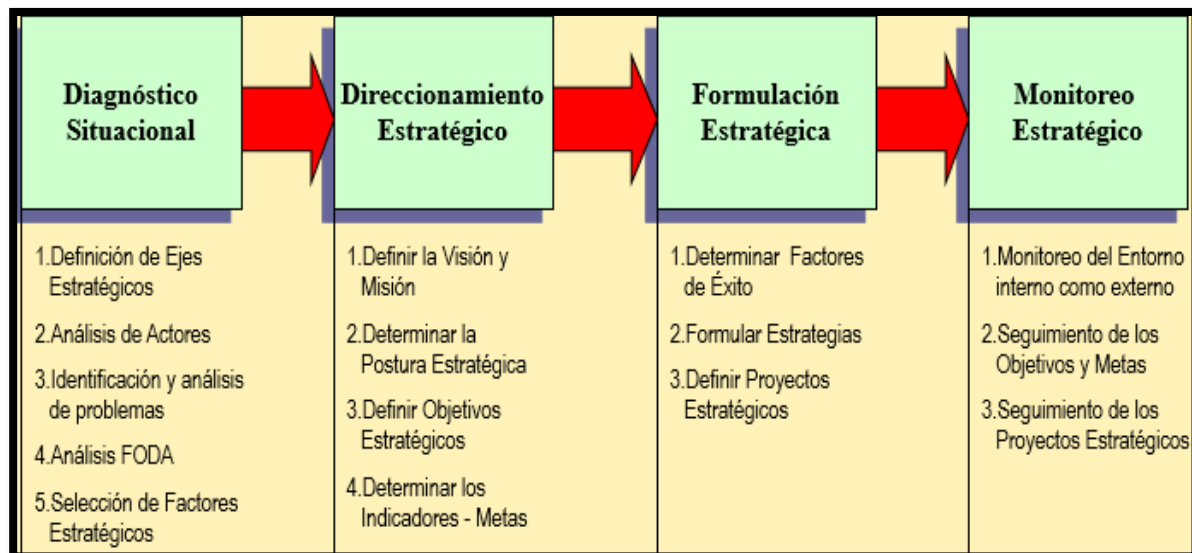 Diagnóstico
Situacional
Direccionamiento
Estratégico
Formulación
Estratégica
Monitoreo
Estratégico
1.Definición de Ejes
Estratégicos
2.Análisis de Actores
3.Identificación y análisis
de problemas
4.Análisis FODA
5.Selección de Factores
Estratégicos
1.Definir la Visión y
Misión
2.Determinar la
Postura Estratégica
3.Definir Objetivos
Estratégicos
4.Determinar los
Indicadores - Metas
1.Determinar Factores
de Éxito
2.Formular Estrategias
3.Definir Proyectos
Estratégicos
1.Monitoreo del Entorno
interno como externo
2.Seguimiento de los
Objetivos y Metas
3.Seguimiento de los
Proyectos Estratégicos